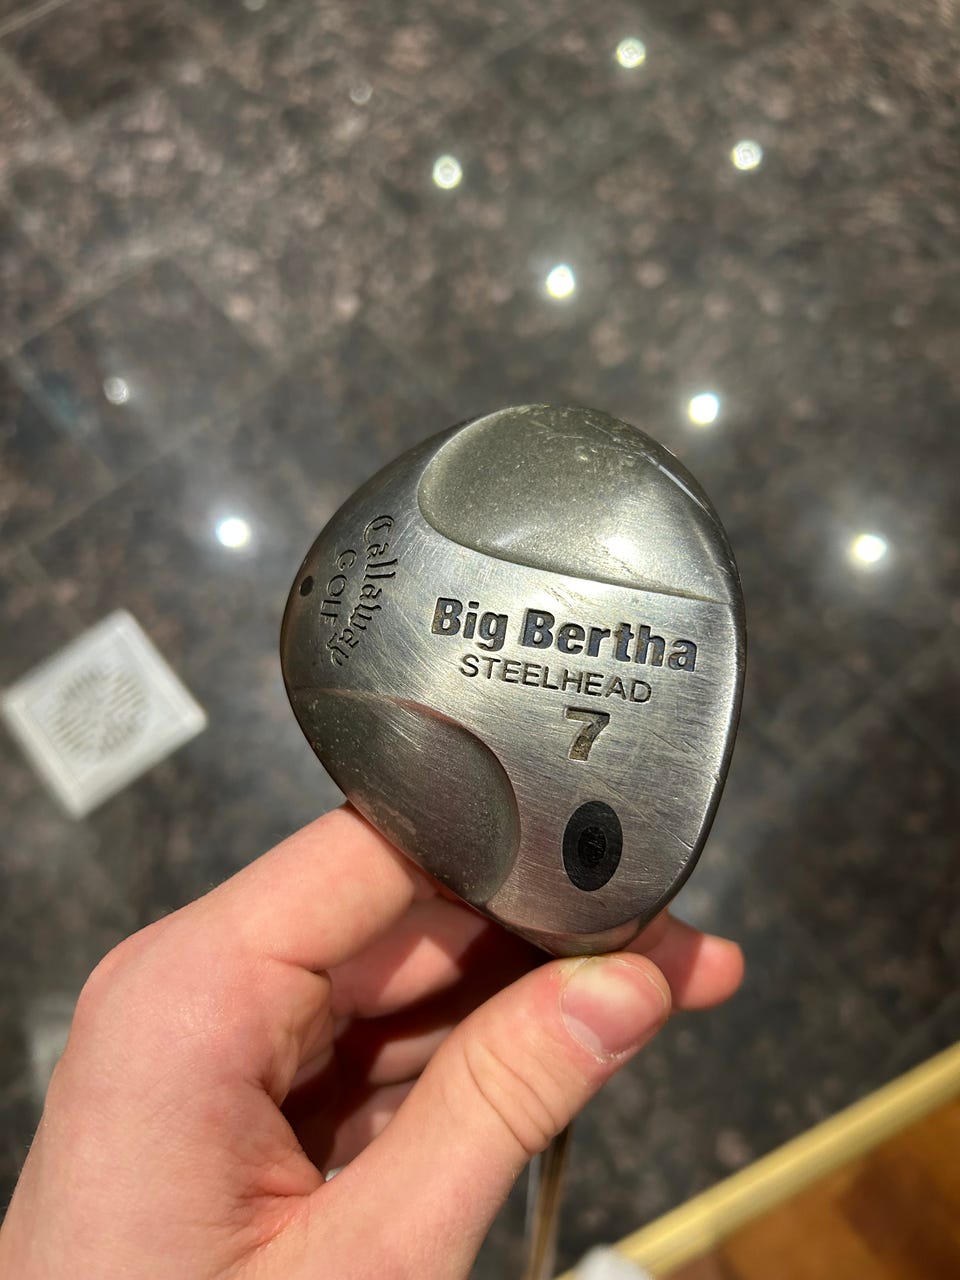 Big Bertha
STEELHEAD
7
Callaway
GOLF